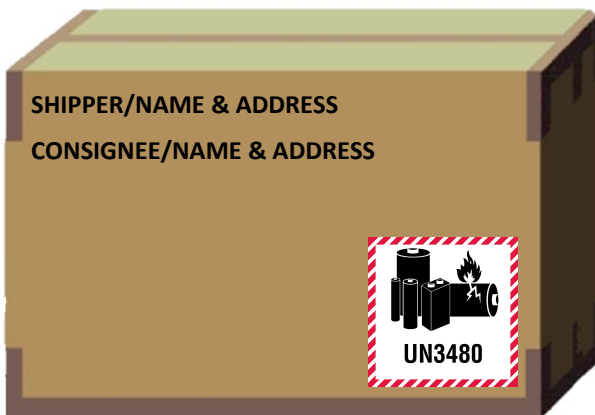 SHIPPER/NAME & ADDRESS
CONSIGNEE/NAME & ADDRESS
UN3480